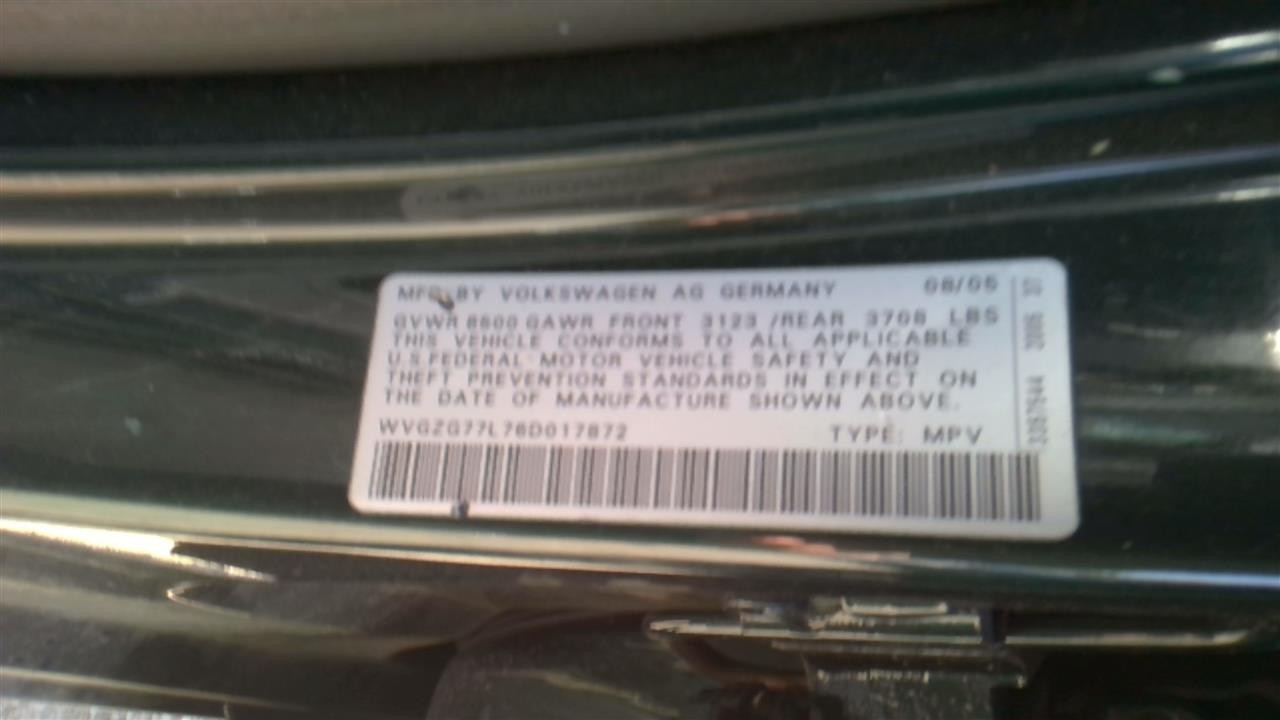 MFD BY VOLKSWAGEN AG GERMANY 08/05
GVWR 6600 GAWR FRONT 3123 /REAR 3708 LBS
THIS VEHICLE CONFORMS TO ALL APPLICABLE
U.S.FEDERAL MOTOR VEHICLE SAFETY AND
THEFT PREVENTION STANDARDS IN EFFECT ON
THE DATE OF MANUFACTURE SHOWN ABOVE.
WVGZG77L76D017872 TYPE: MPV